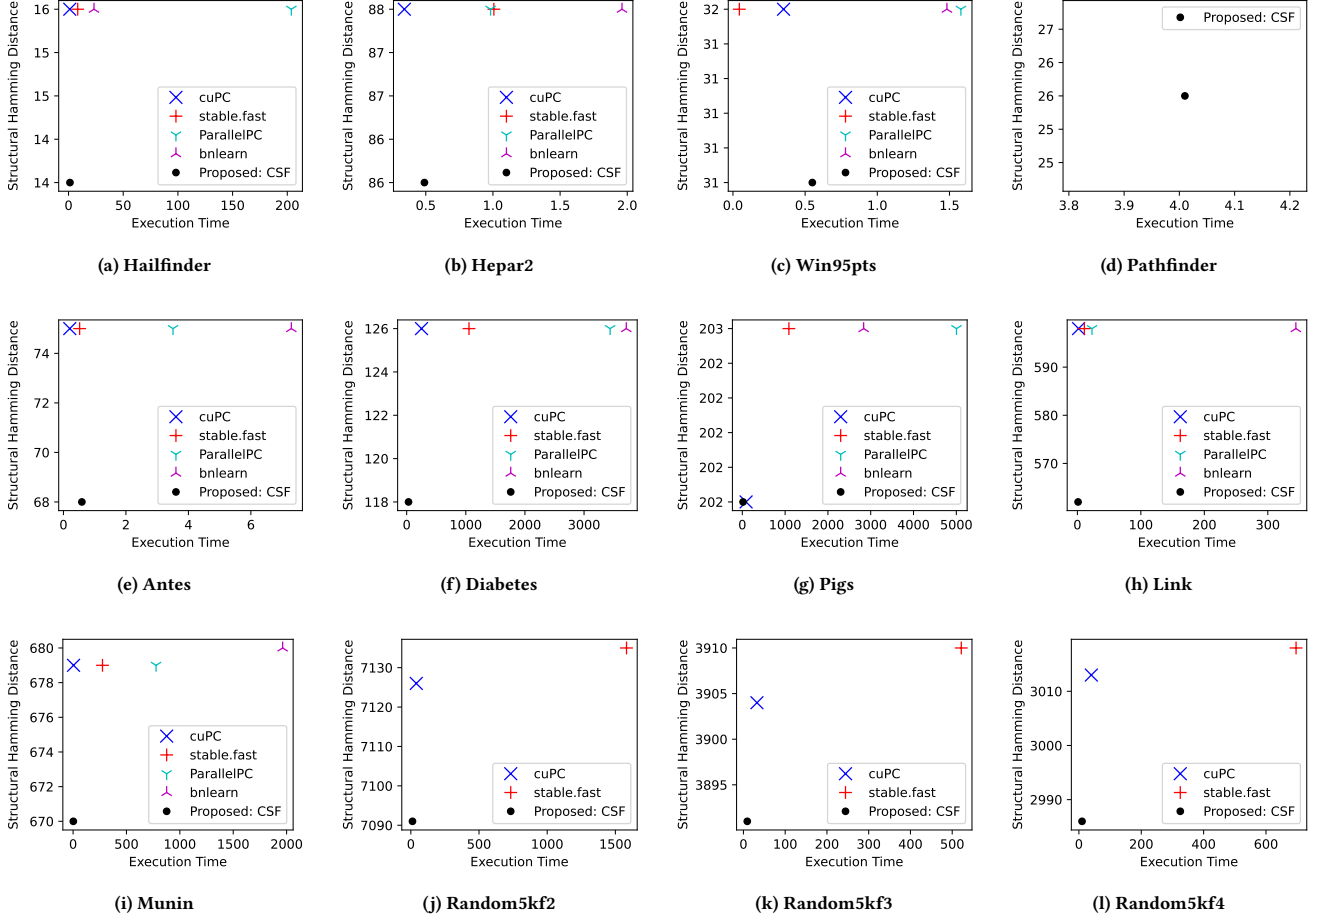 Structural Hamming Distance
16
15
15
14
14
cuPC
stable.fast
ParallelPC
bnlearn
Proposed: CSF
0 50 100 150 200
Execution Time
(a) Hailfinder
Structural Hamming Distance
88
87
87
86
86
cuPC
stable.fast
ParallelPC
bnlearn
Proposed: CSF
0.5 1.0 1.5 2.0
Execution Time
(b) Hepar2
Structural Hamming Distance
32
31
31
31
31
31
cuPC
stable.fast
ParallelPC
bnlearn
Proposed: CSF
0.0 0.5 1.0 1.5
Execution Time
(c) Win95pts
Structural Hamming Distance
27
26
26
25
25
Proposed: CSF
3.8 3.9 4.0 4.1 4.2
Execution Time
(d) Pathfinder
Structural Hamming Distance
74
72
70
68
cuPC
stable.fast
ParallelPC
bnlearn
Proposed: CSF
0 2 4 6
Execution Time
(e) Antes
Structural Hamming Distance
126
124
122
120
118
cuPC
stable.fast
ParallelPC
bnlearn
Proposed: CSF
0 1000 2000 3000
Execution Time
(f) Diabetes
Structural Hamming Distance
203
202
202
202
202
202
cuPC
stable.fast
ParallelPC
bnlearn
Proposed: CSF
0 1000 2000 3000 4000 5000
Execution Time
(g) Pigs
Structural Hamming Distance
590
580
570
cuPC
stable.fast
ParallelPC
bnlearn
Proposed: CSF
0 100 200 300
Execution Time
(h) Link
Structural Hamming Distance
680
678
676
674
672
670
cuPC
stable.fast
ParallelPC
bnlearn
Proposed: CSF
0 500 1000 1500 2000
Execution Time
(i) Munin
Structural Hamming Distance
7130
7120
7110
7100
7090
cuPC
stable.fast
Proposed: CSF
0 500 1000 1500
Execution Time
(j) Random5kf2
Structural Hamming Distance
3910
3905
3900
3895
cuPC
stable.fast
Proposed: CSF
0 100 200 300 400 500
Execution Time
(k) Random5kf3
Structural Hamming Distance
3010
3000
2990
cuPC
stable.fast
Proposed: CSF
0 200 400 600
Execution Time
(l) Random5kf4